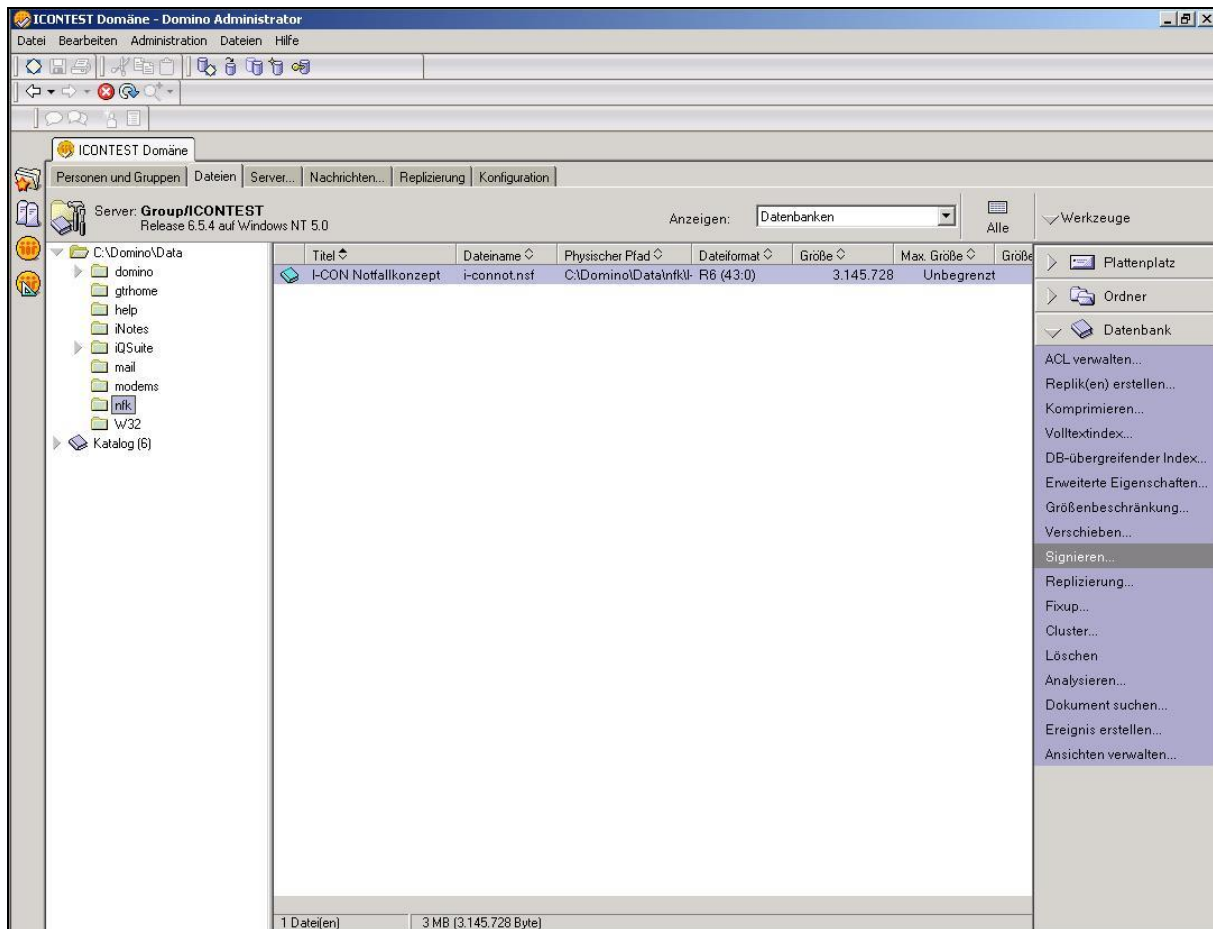 ICONTEST Domäne - Domino Administrator
Datei Bearbeiten Administration Dateien Hilfe
ICONTEST Domäne
Personen und Gruppen Dateien Server... Nachrichten... Replizierung Konfiguration
Server: Group/ICONTEST
Release 6.5.4 auf Windows NT 5.0
Anzeigen: Datenbanken
Alle
Werkzeuge
C:\Domino\Data
domino
gtrhome
help
iNotes
iQSuite
mail
modems
nfk
W32
Katalog (6)
Titel Dateiname Physischer Pfad Dateiformat Größe Max. Größe Größe
I-CON Notfallkonzept i-connot.nsf C:\Domino\Data\nfk\I- R6 (43:0) 3.145.728 Unbegrenzt
Plattenplatz
Ordner
Datenbank
ACL verwalten...
Replik(en) erstellen...
Komprimieren...
Volltextindex...
DB-übergreifender Index...
Erweiterte Eigenschaften...
Größenbeschränkung...
Verschieben...
Signieren...
Replizierung...
Fixup...
Cluster...
Löschen
Analysieren...
Dokument suchen...
Ereignis erstellen...
Ansichten verwalten...
1 Datei(en) 3 MB (3.145.728 Byte)